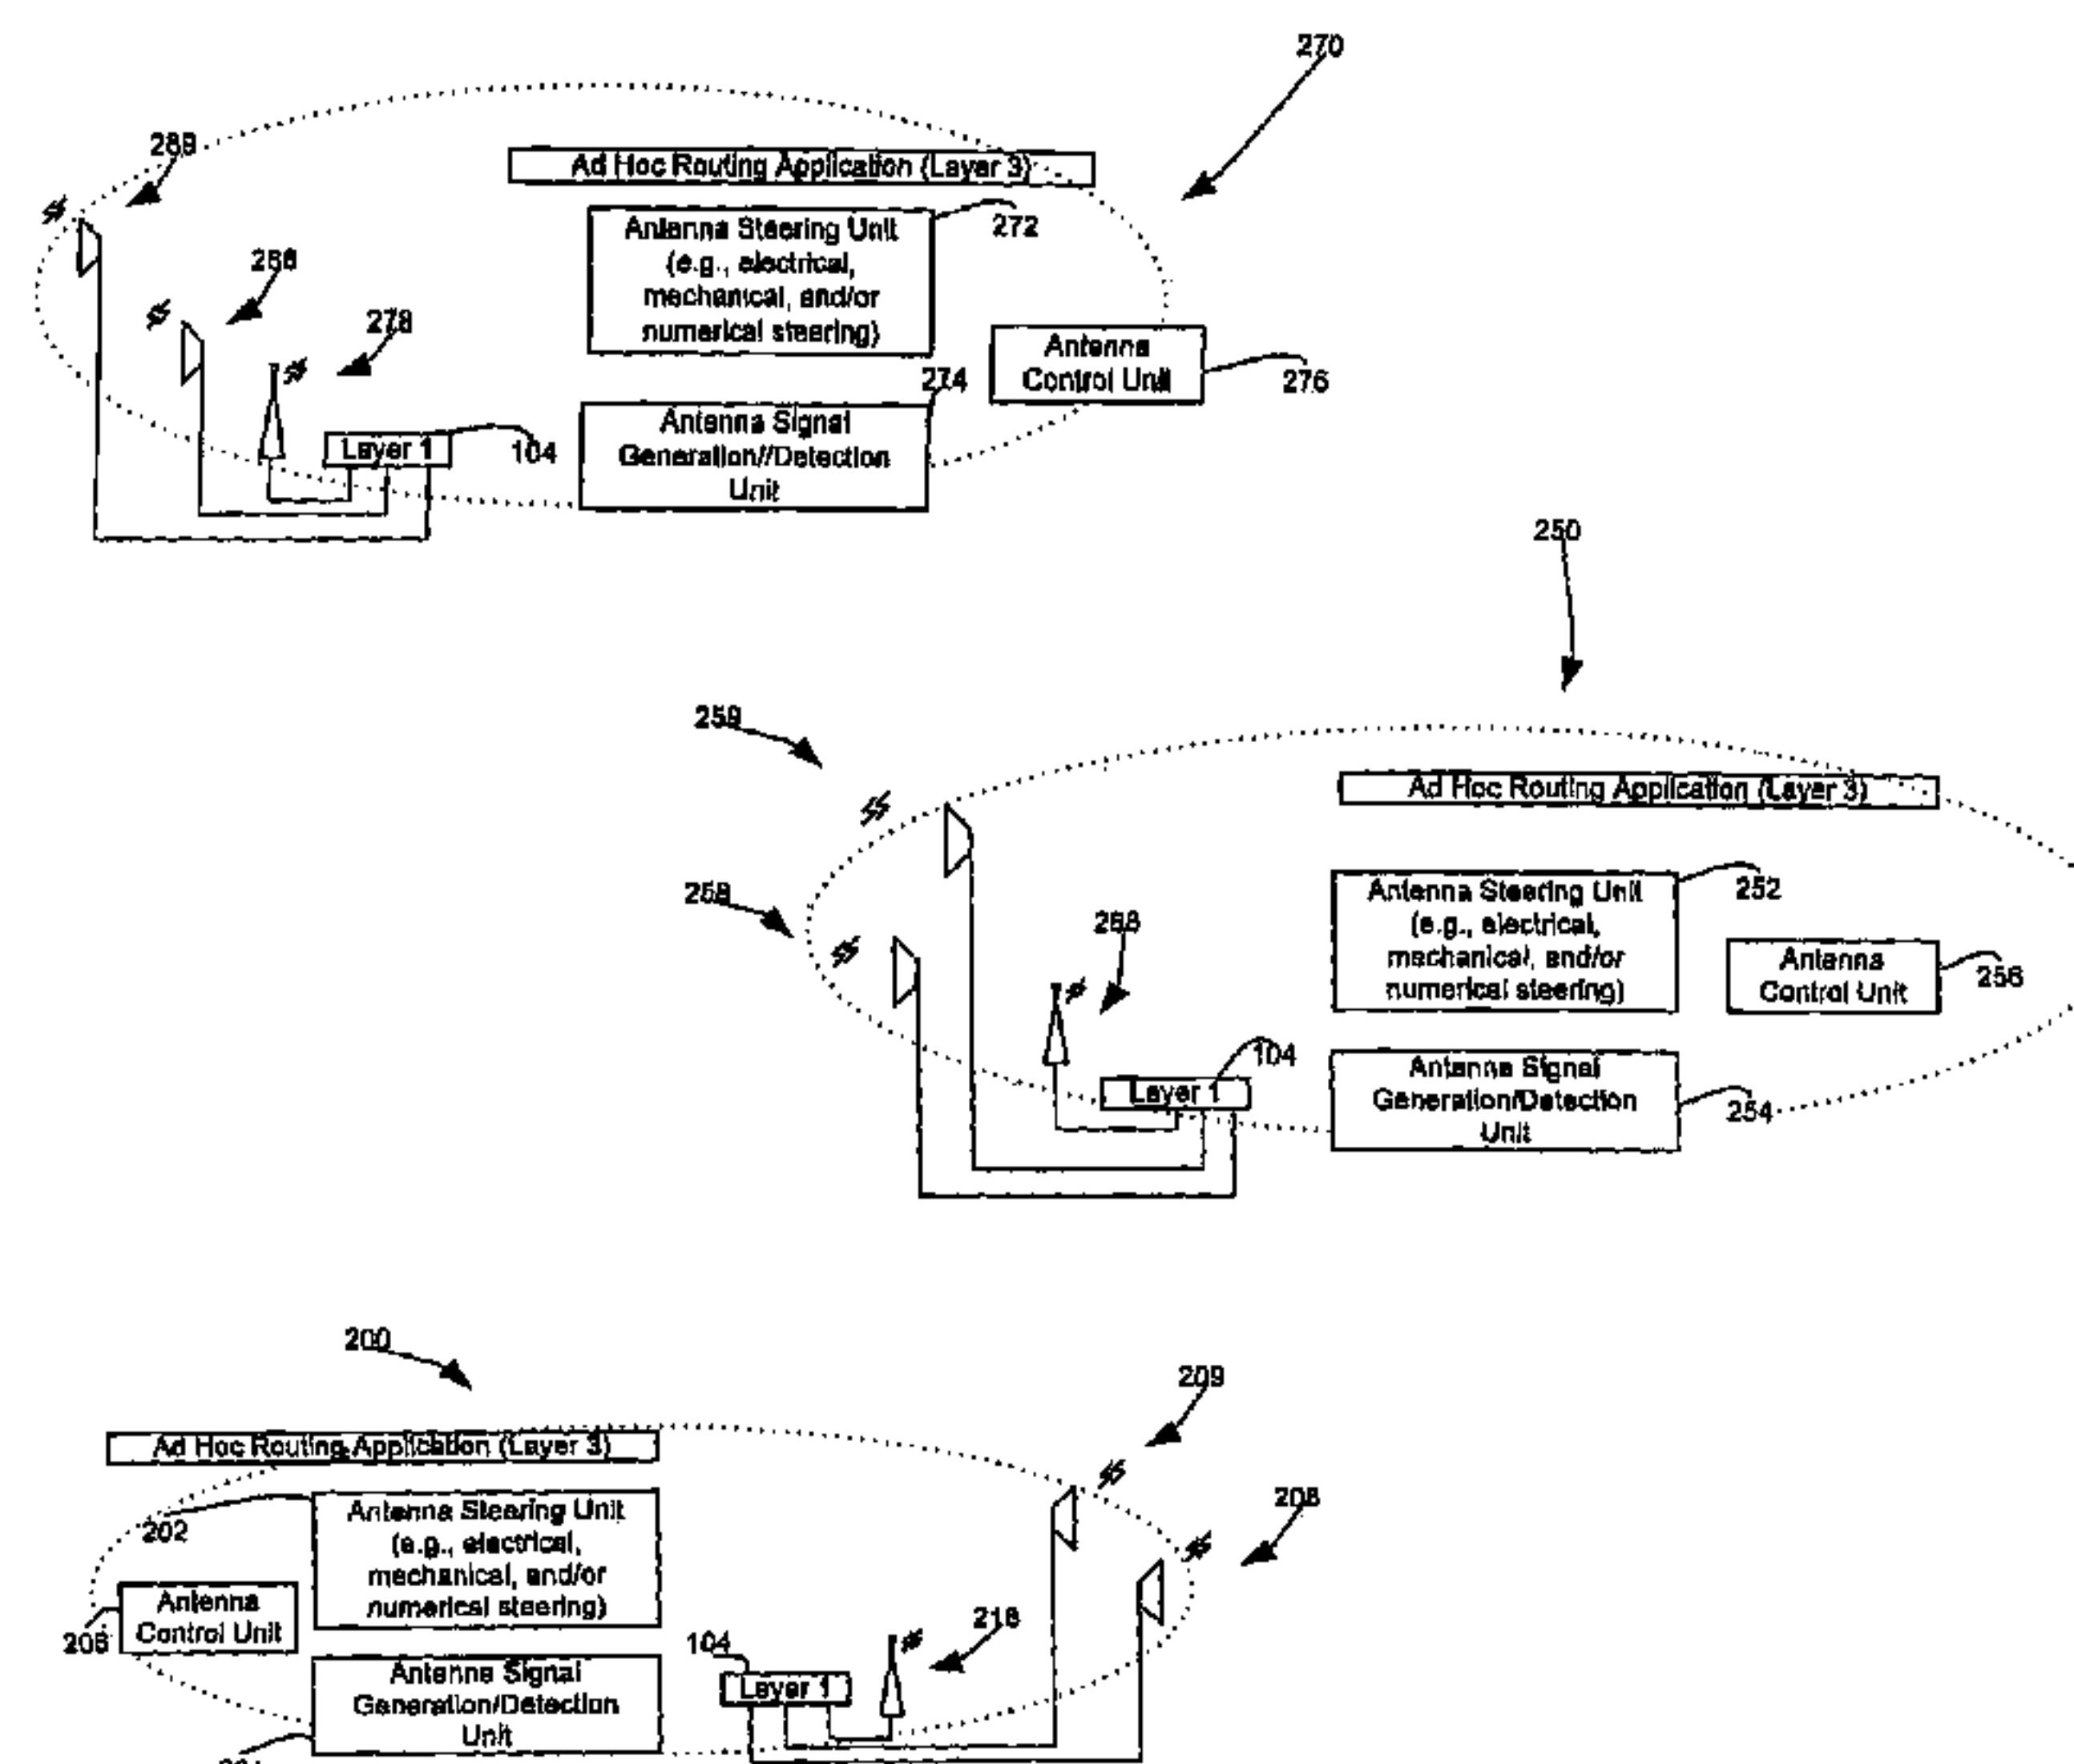 270
289
Ad Hoc Routing Application (Layer 3)
272
Antenna Steering Unit
(e.g., electrical,
mechanical, and/or
numerical steering)
278
Antenna
Control Unit
276
274
Antenna Signal
Generation//Detection
Unit
Layer 1
104
250
259
Ad Hoc Routing Application (Layer 3)
258
252
Antenna Steering Unit
(e.g., electrical,
mechanical, and/or
numerical steering)
268
Antenna
Control Unit
256
104
Layer 1
Antenna Signal
Generation/Detection
Unit
254
200
209
Ad Hoc Routing Application (Layer 3)
208
202
Antenna Steering Unit
(e.g., electrical,
mechanical, and/or
numerical steering)
Antenna
Control Unit
206
218
104
Layer 1
Antenna Signal
Generation/Detection
Unit